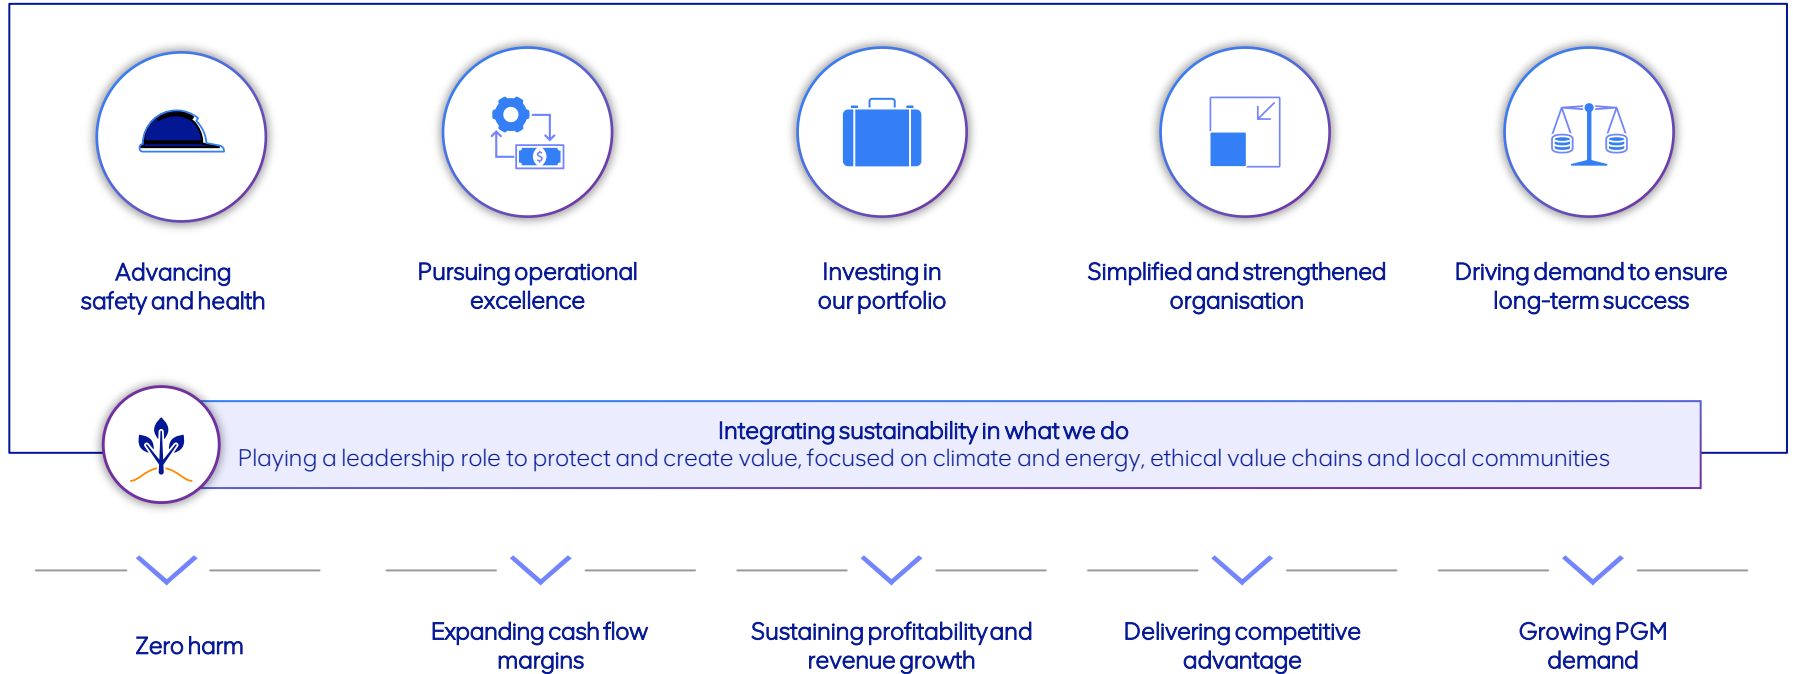 Advancing
safety and health
Pursuing operational
excellence
Investing in
our portfolio
Simplified and strengthened
organisation
Driving demand to ensure
long-term success
Integrating sustainability in what we do
Playing a leadership role to protect and create value, focused on climate and energy, ethical value chains and local communities
Zero harm
Expanding cash flow
margins
Sustaining profitability and
revenue growth
Delivering competitive
advantage
Growing PGM
demand